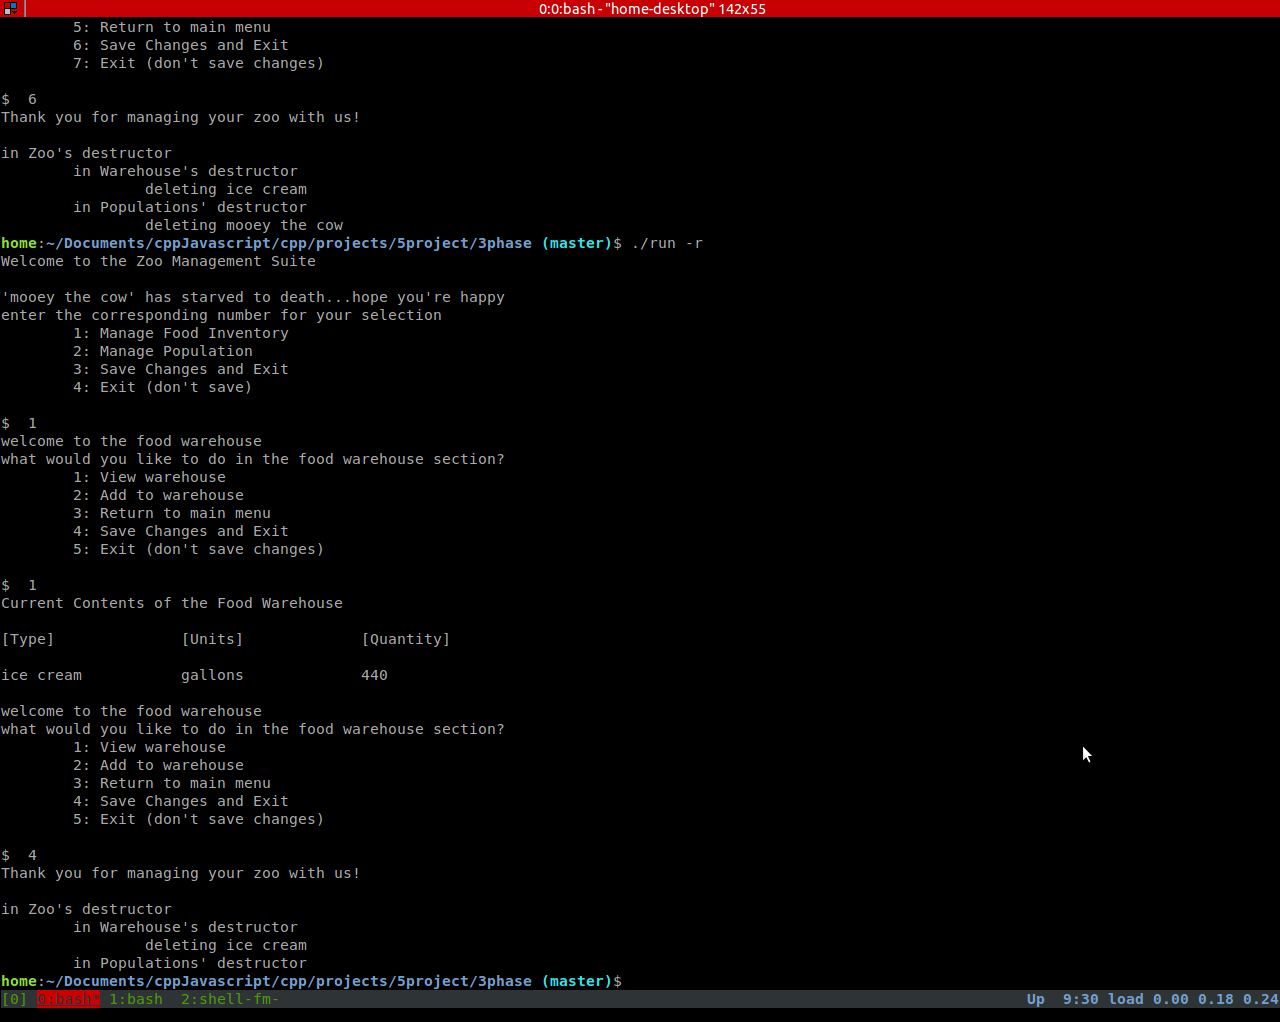 0:0:bash - "home-desktop" 142x55
5: Return to main menu
6: Save Changes and Exit
7: Exit (don't save changes)
$  6
Thank you for managing your zoo with us!
in Zoo's destructor
in Warehouse's destructor
deleting ice cream
in Populations' destructor
deleting mooey the cow
home:~/Documents/cppJavascript/cpp/projects/5project/3phase (master)$ ./run -r
Welcome to the Zoo Management Suite
'mooey the cow' has starved to death...hope you're happy
enter the corresponding number for your selection
1: Manage Food Inventory
2: Manage Population
3: Save Changes and Exit
4: Exit (don't save)
$  1
welcome to the food warehouse
what would you like to do in the food warehouse section?
1: View warehouse
2: Add to warehouse
3: Return to main menu
4: Save Changes and Exit
5: Exit (don't save changes)
$  1
Current Contents of the Food Warehouse
[Type] [Units] [Quantity]
ice cream gallons 440
welcome to the food warehouse
what would you like to do in the food warehouse section?
1: View warehouse
2: Add to warehouse
3: Return to main menu
4: Save Changes and Exit
5: Exit (don't save changes)
$  4
Thank you for managing your zoo with us!
in Zoo's destructor
in Warehouse's destructor
deleting ice cream
in Populations' destructor
home:~/Documents/cppJavascript/cpp/projects/5project/3phase (master)$
[0] 0:bash* 1:bash  2:shell-fm- Up  9:30 load 0.00 0.18 0.24